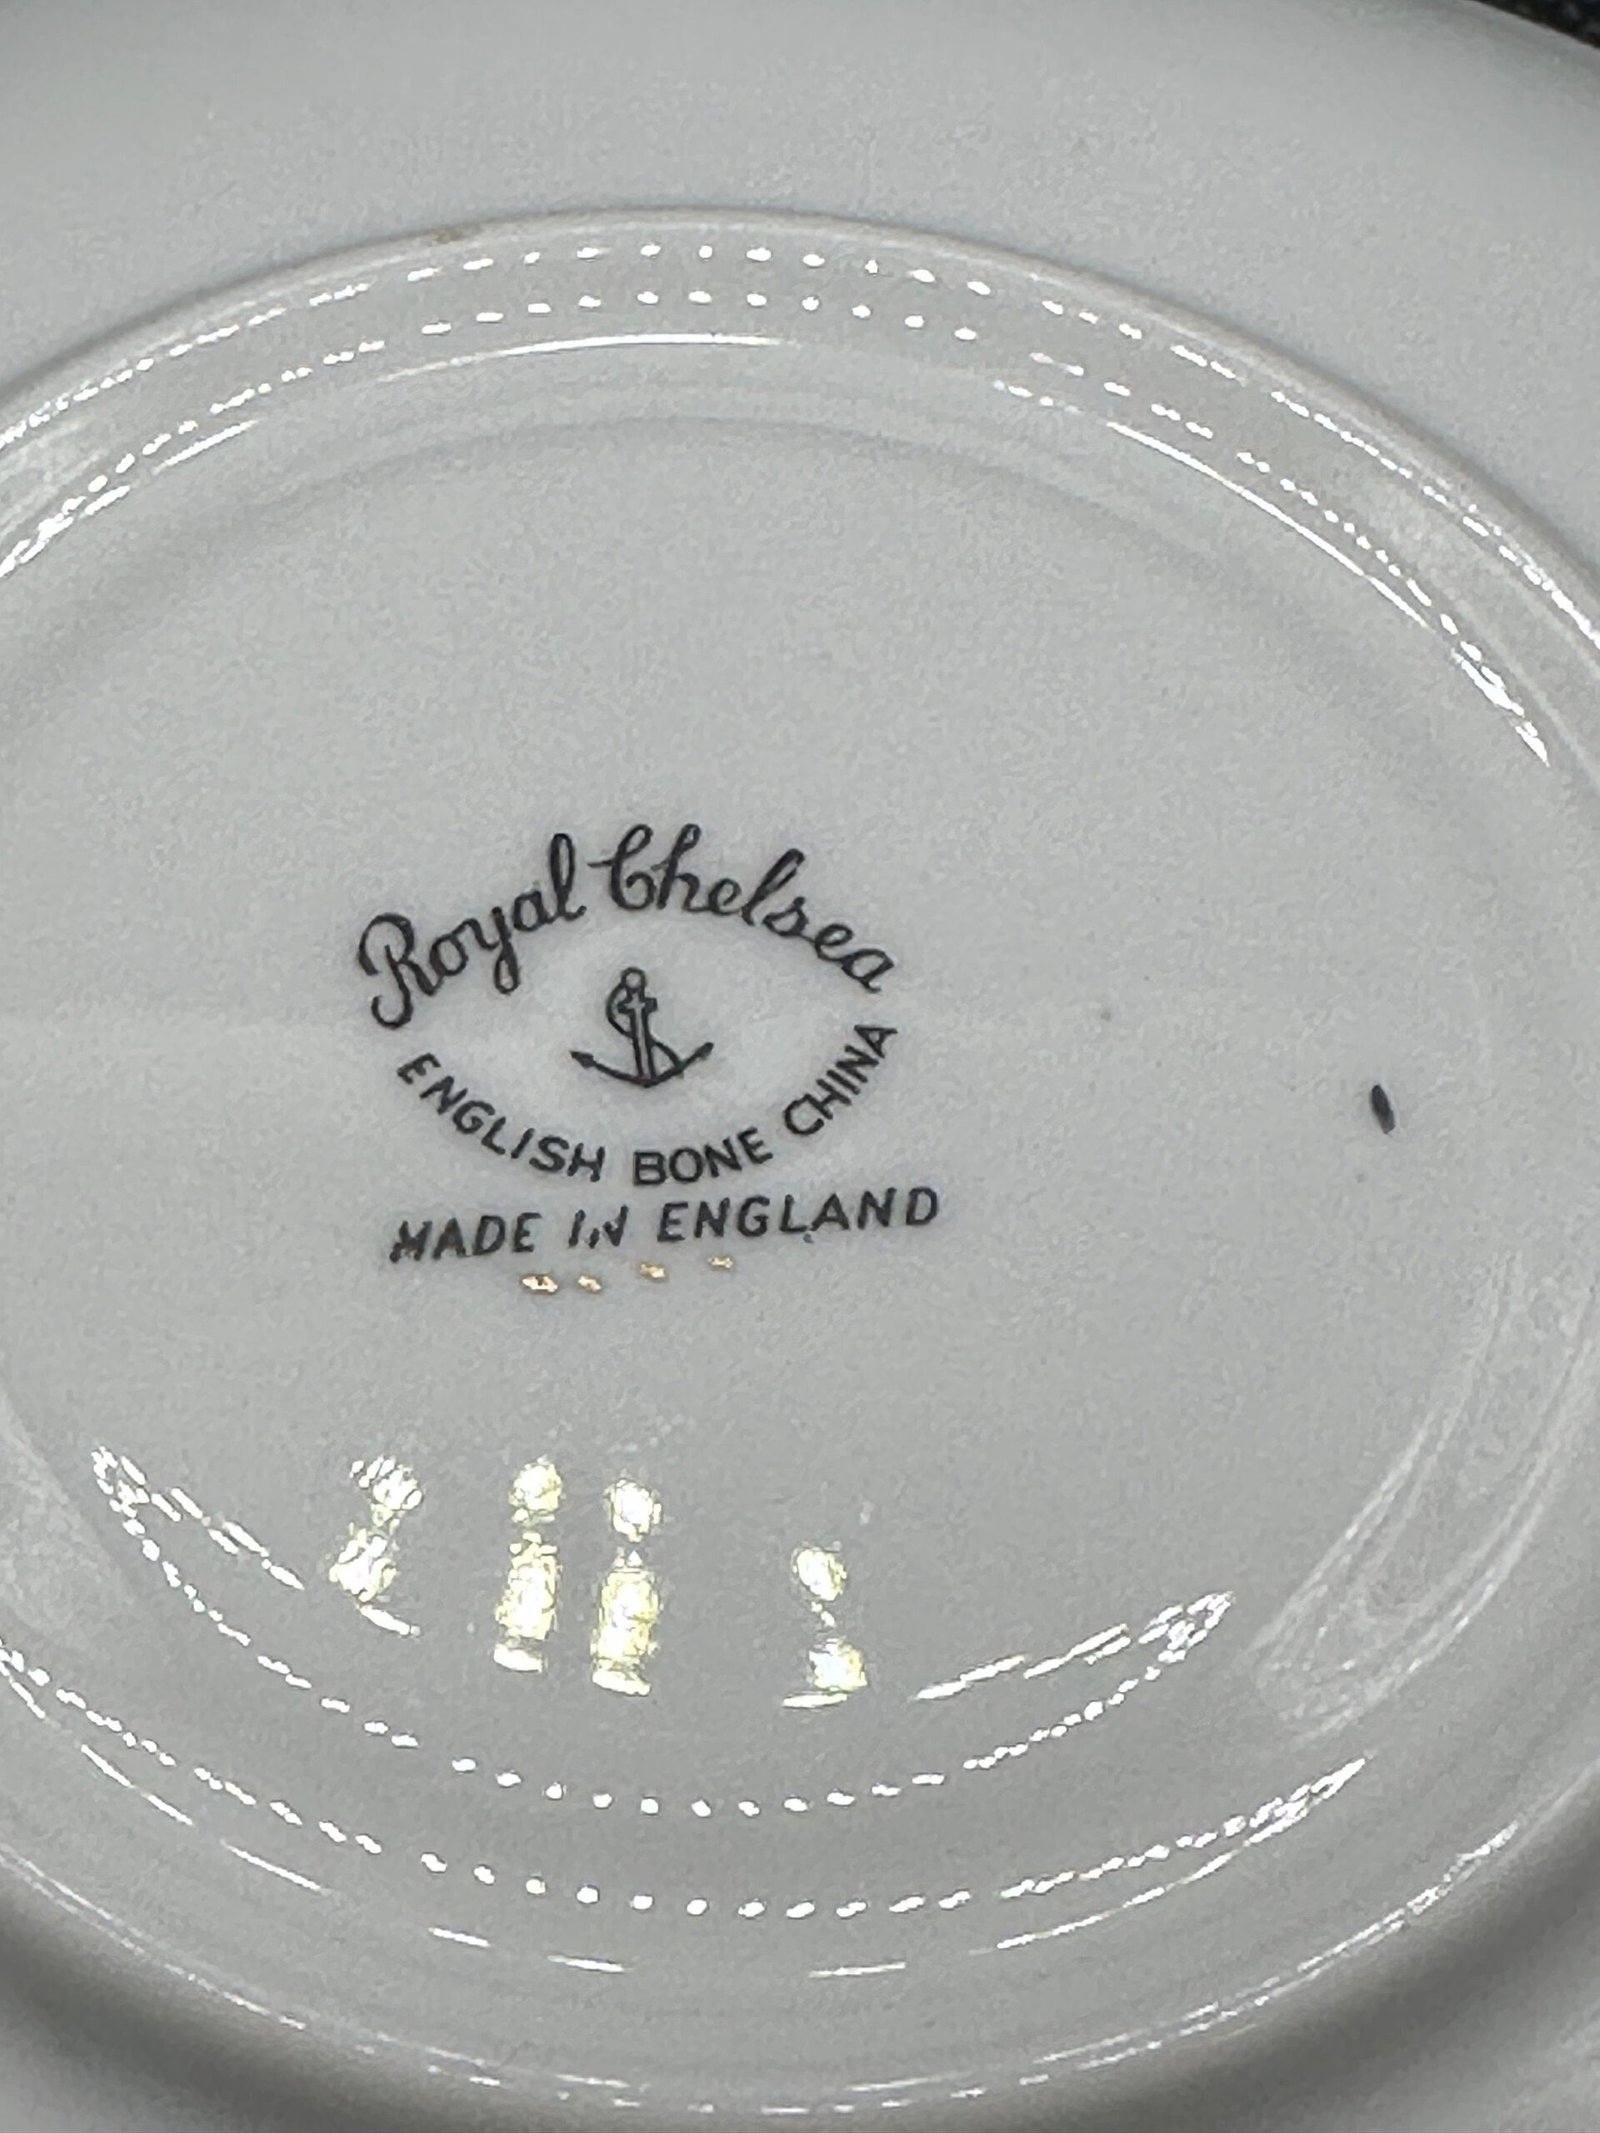 Royal Chelsea
ENGLISH BONE CHINA
MADE IN ENGLAND